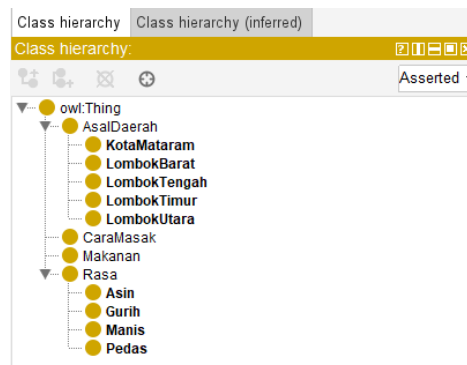 Class hierarchy Class hierarchy (inferred)
Class hierarchy:
Asserted
owl:Thing
AsalDaerah
KotaMataram
LombokBarat
LombokTengah
LombokTimur
LombokUtara
CaraMasak
Makanan
Rasa
Asin
Gurih
Manis
Pedas